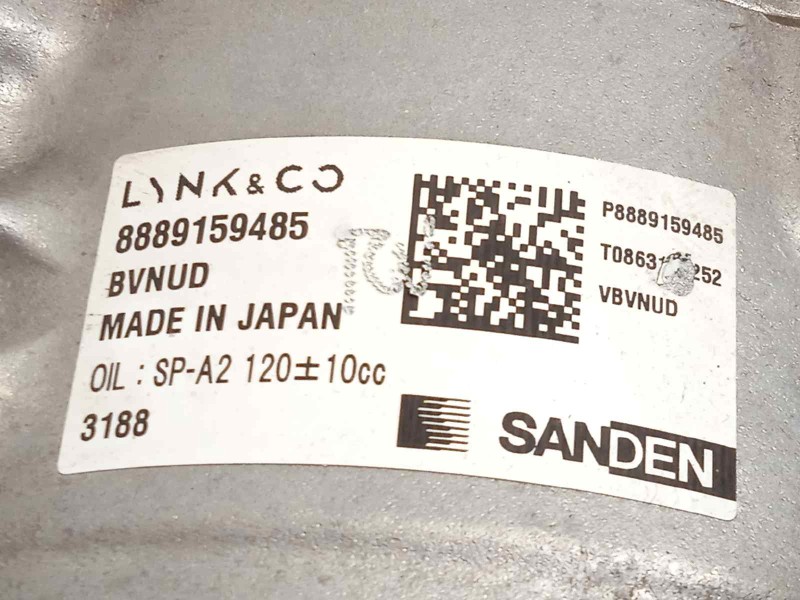 LYNK & CO
8889159485
BVNUD
MADE IN JAPAN
OIL : SP-A2 120±10cc
3188
P8889159485
VBVNUD
SANDEN